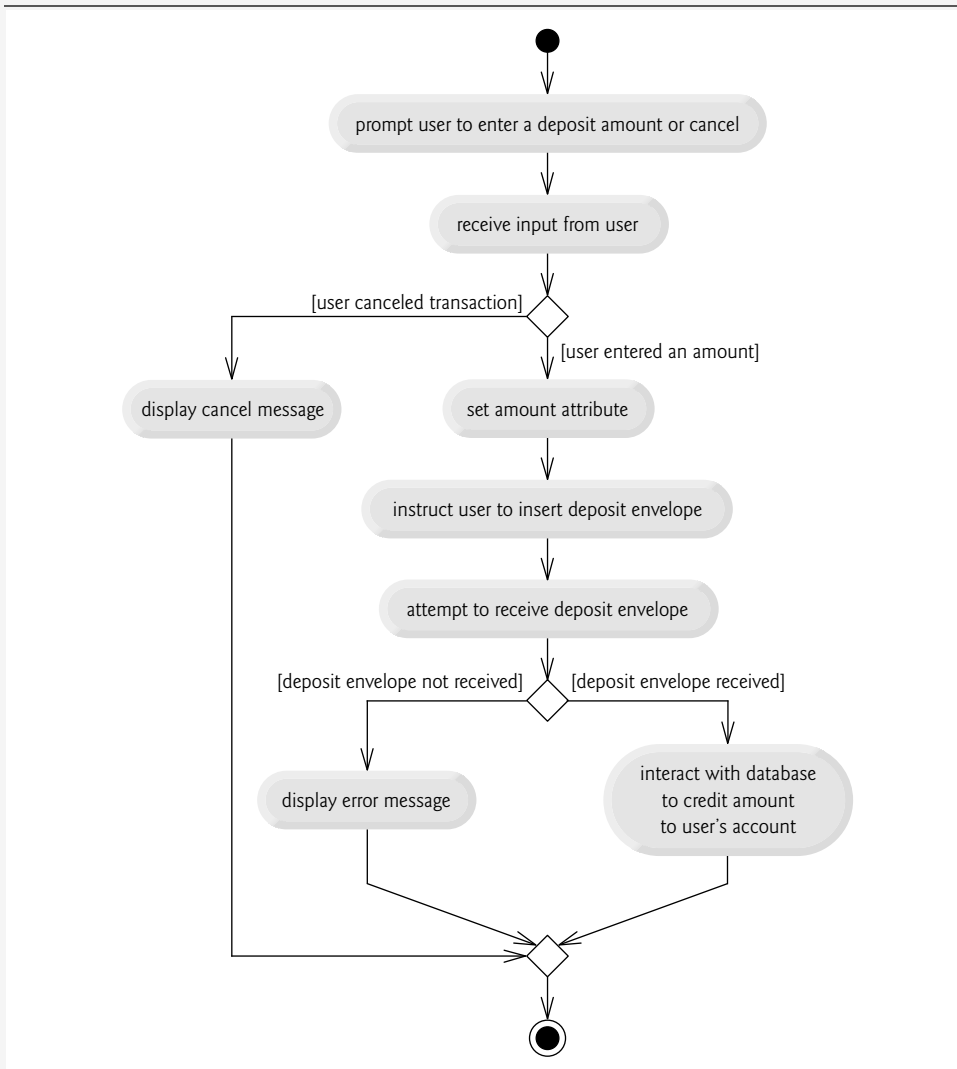 prompt user to enter a deposit amount or cancel
receive input from user
[user canceled transaction]
[user entered an amount]
display cancel message
set amount attribute
instruct user to insert deposit envelope
attempt to receive deposit envelope
[deposit envelope not received]
[deposit envelope received]
display error message
interact with database
to credit amount
to user’s account